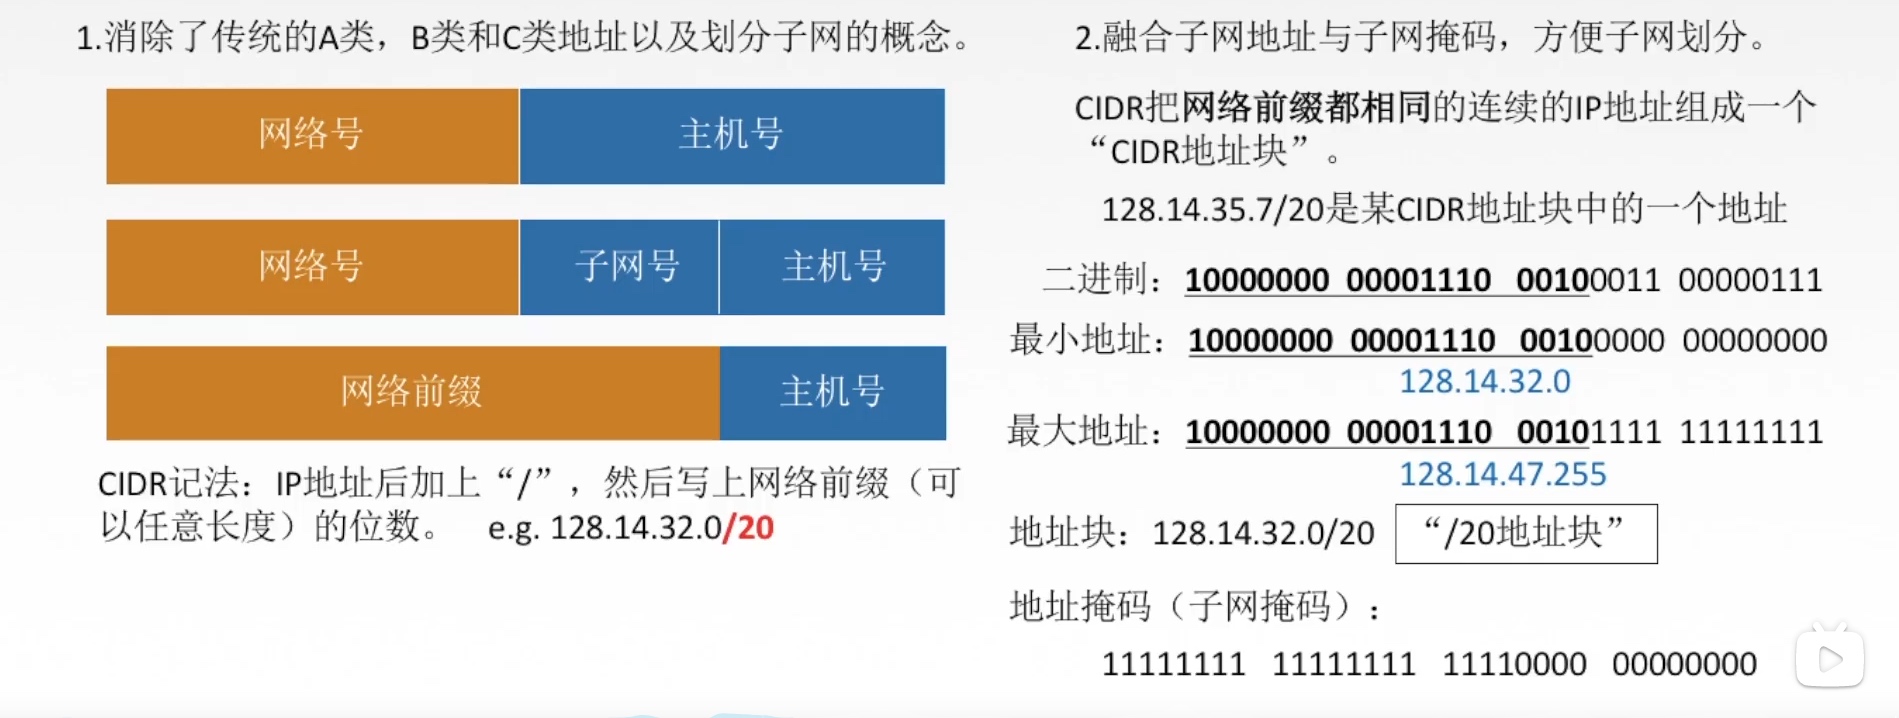 1.消除了传统的A类，B类和C类地址以及划分子网的概念。
网络号 主机号
网络号 子网号 主机号
网络前缀 主机号
CIDR记法：IP地址后加上“/”，然后写上网络前缀（可
以任意长度）的位数。 e.g. 128.14.32.0/20
2.融合子网地址与子网掩码，方便子网划分。
CIDR把网络前缀都相同的连续的IP地址组成一个
“CIDR地址块”。
128.14.35.7/20是某CIDR地址块中的一个地址
二进制：10000000 00001110 00100011 00000111
最小地址：10000000 00001110 00100000 00000000
128.14.32.0
最大地址：10000000 00001110 00101111 11111111
128.14.47.255
地址块：128.14.32.0/20 “/20地址块”
地址掩码（子网掩码）：
11111111 11111111 11110000 00000000